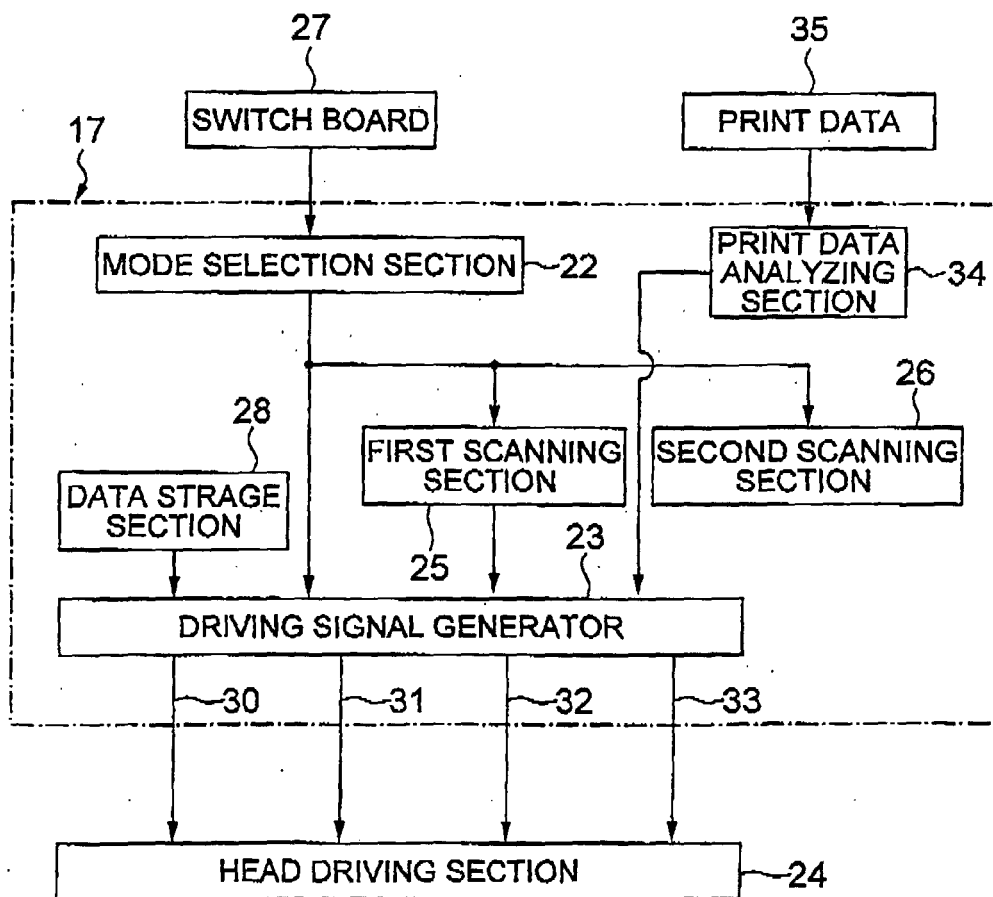 27
35
SWITCH BOARD
PRINT DATA
17
MODE SELECTION SECTION
22
PRINT DATA
ANALYZING
SECTION
34
28
26
FIRST SCANNING
SECTION
SECOND SCANNING
SECTION
DATA STRAGE
SECTION
25
23
DRIVING SIGNAL GENERATOR
30
31
32
33
HEAD DRIVING SECTION
24